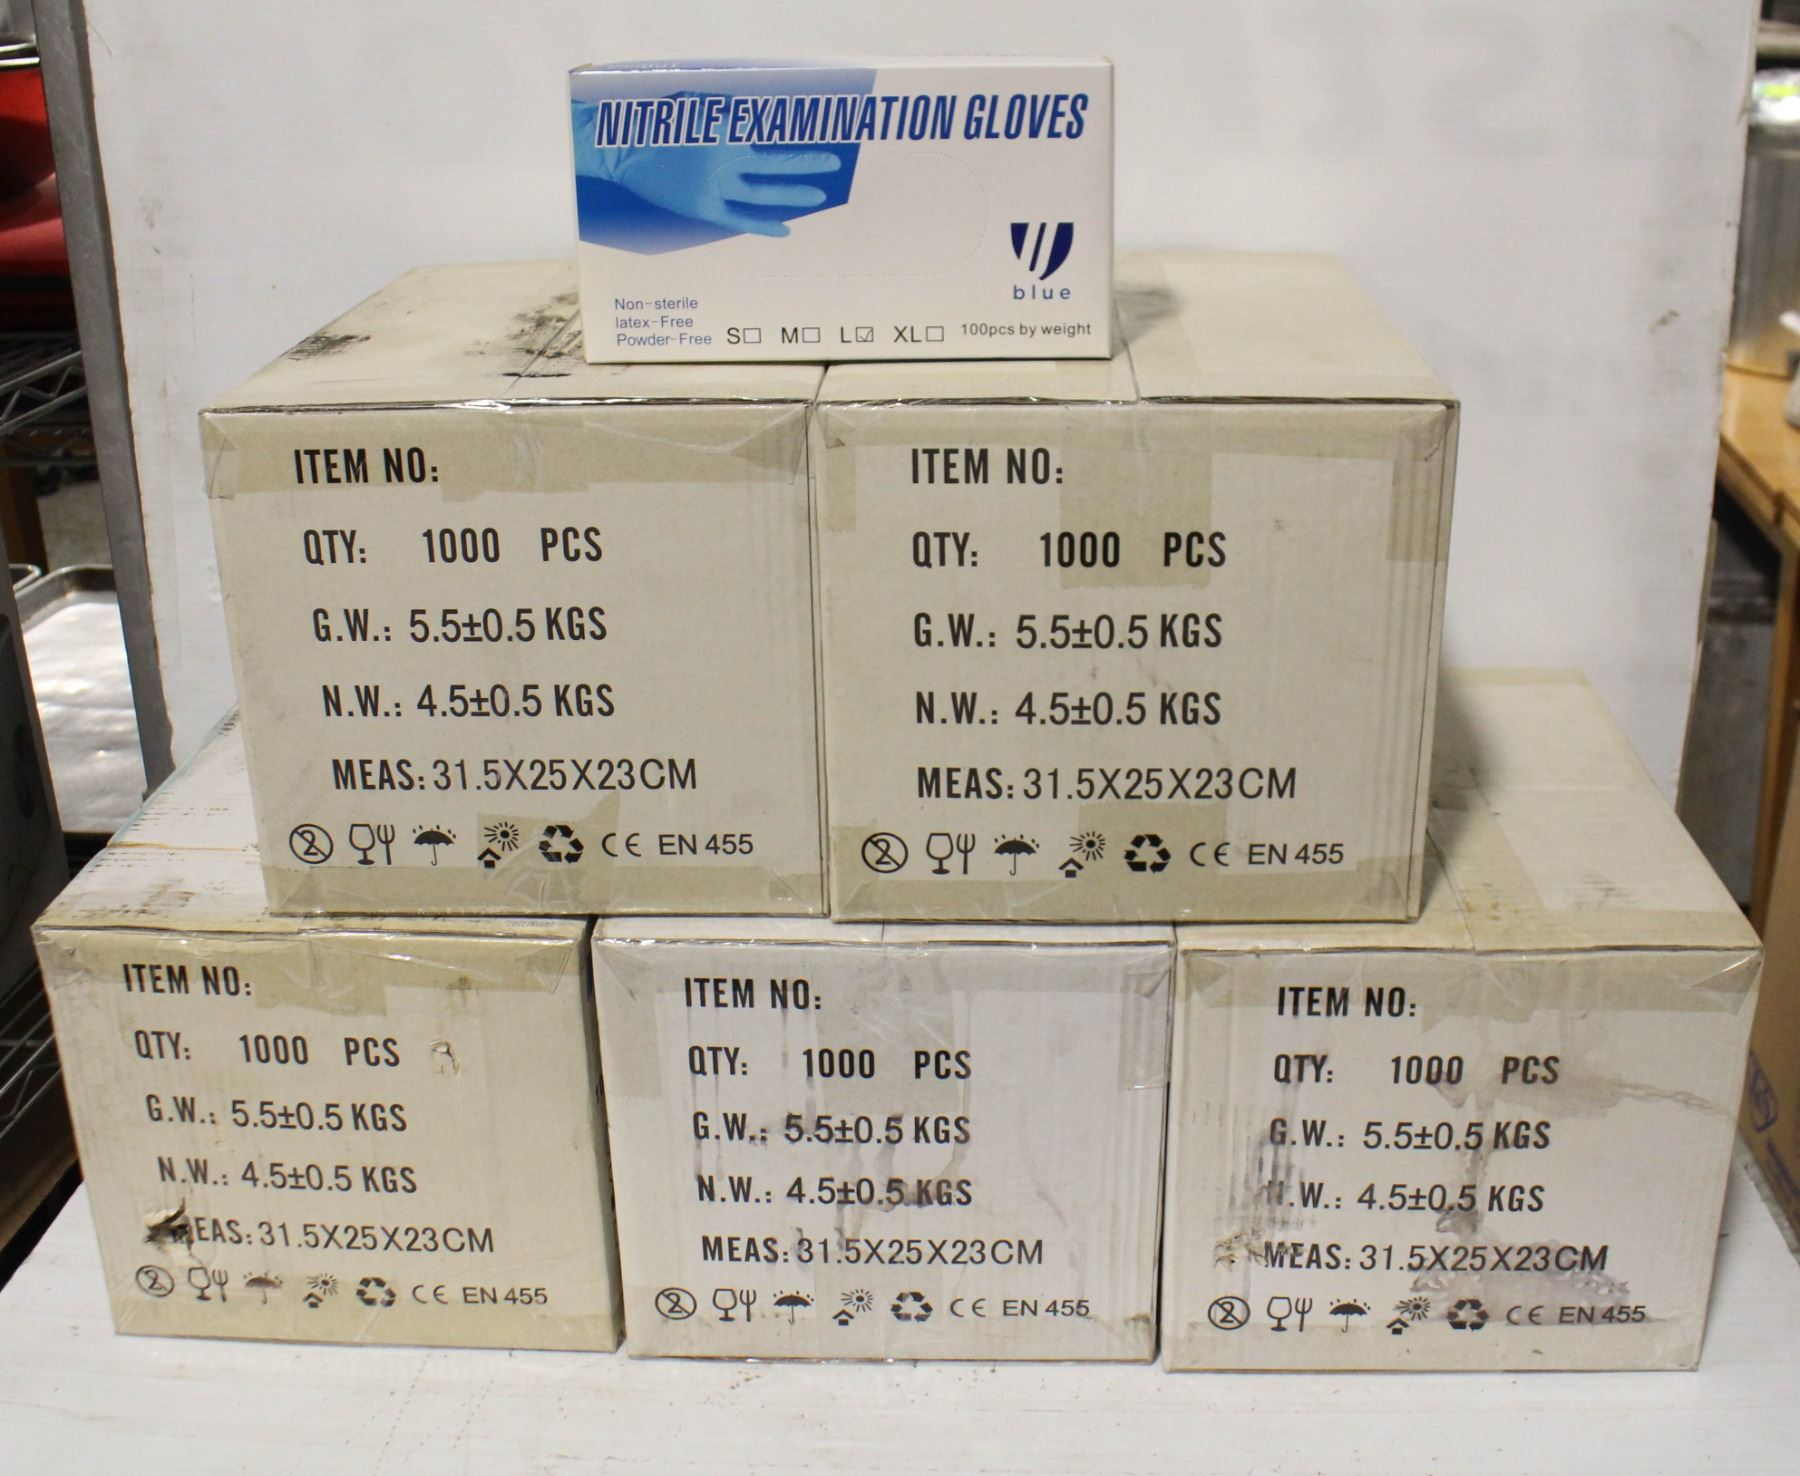 NITRILE EXAMINATION GLOVES
blue
Non-sterile
latex-Free
Powder-Free S M L XL 100pcs by weight
ITEM NO:
QTY: 1000 PCS
G.W.: 5.5±0.5 KGS
N.W.: 4.5±0.5 KGS
MEAS: 31.5X25X23CM
CE EN 455
ITEM NO:
QTY: 1000 PCS
G.W.: 5.5±0.5 KGS
N.W.: 4.5±0.5 KGS
MEAS: 31.5X25X23CM
CE EN 455
ITEM NO:
QTY: 1000 PCS
G.W.: 5.5±0.5 KGS
N.W.: 4.5±0.5 KGS
MEAS: 31.5X25X23CM
CE EN 455
ITEM NO:
QTY: 1000 PCS
G.W.: 5.5±0.5 KGS
N.W.: 4.5±0.5 KGS
MEAS: 31.5X25X23CM
CE EN 455
ITEM NO:
QTY: 1000 PCS
G.W.: 5.5±0.5 KGS
N.W.: 4.5±0.5 KGS
MEAS: 31.5X25X23CM
CE EN 455